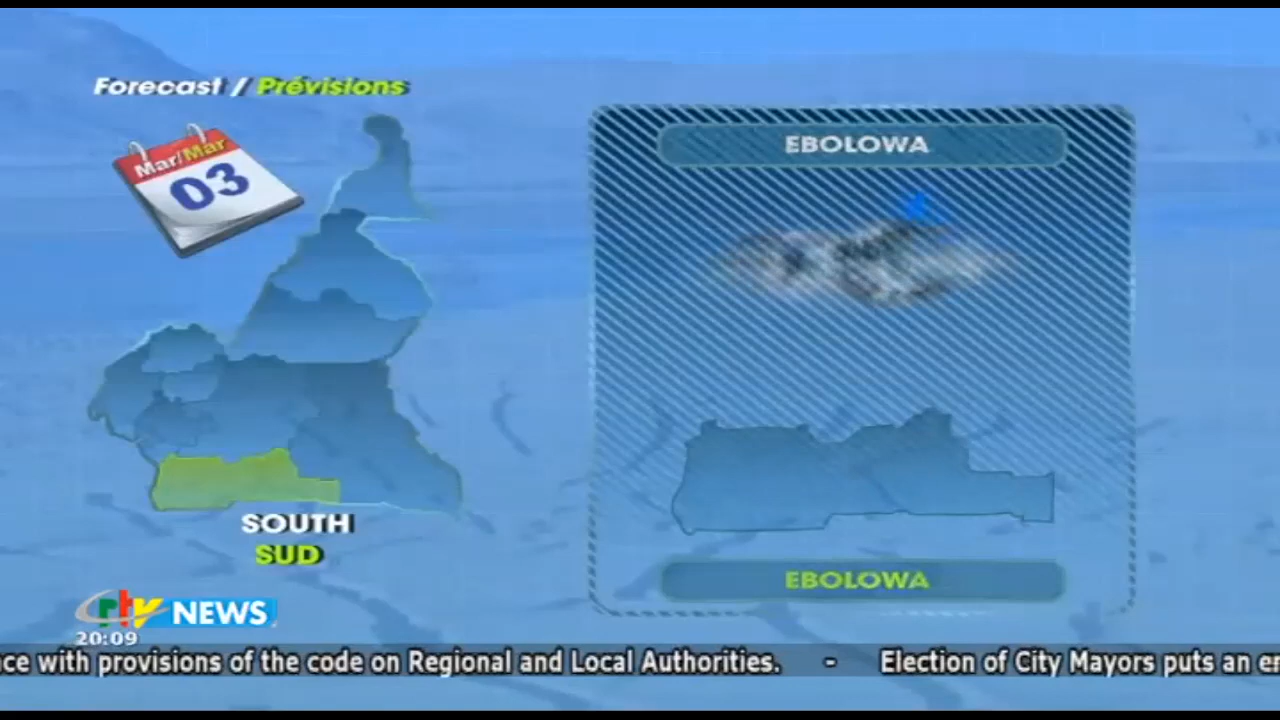 Forecast / Prévisions
Mar/Mar
03
EBOLOWA
SOUTH
SUD
EBOLOWA
rtv NEWS
20:09
with provisions of the code on Regional and Local Authorities. - Election of City Mayors puts an